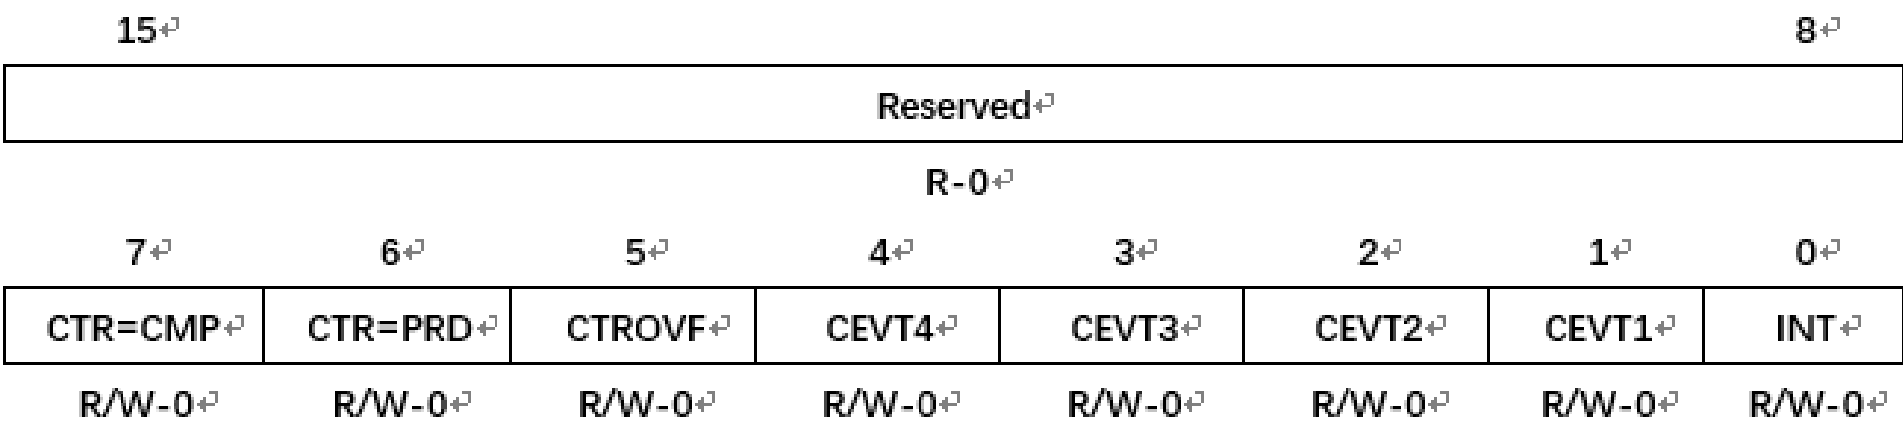 15↵ 8↵
Reserved↵
R-0↵
7↵ 6↵ 5↵ 4↵ 3↵ 2↵ 1↵ 0↵
CTR=CMP↵ CTR=PRD↵ CTROVF↵ CEVT4↵ CEVT3↵ CEVT2↵ CEVT1↵ INT↵
R/W-0↵ R/W-0↵ R/W-0↵ R/W-0↵ R/W-0↵ R/W-0↵ R/W-0↵ R/W-0↵